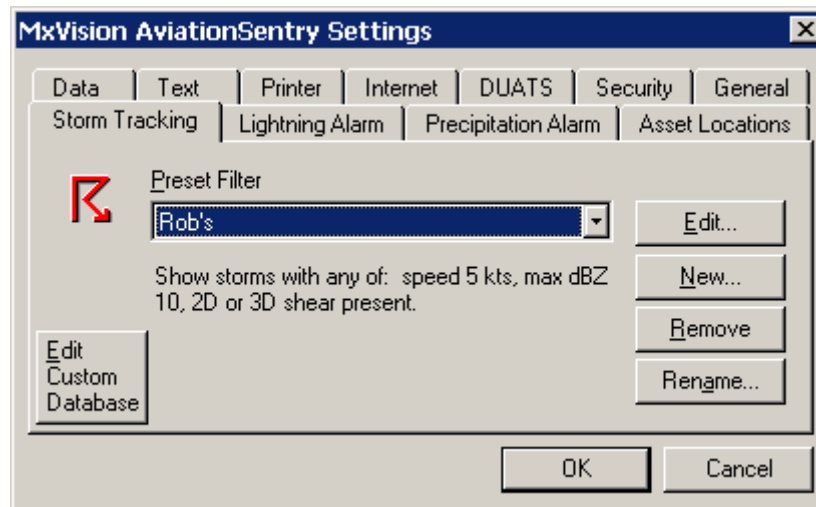 MxVision AviationSentry Settings
Data Text Printer Internet DUATS Security General
Storm Tracking Lightning Alarm Precipitation Alarm Asset Locations
Preset Filter
Rob's
Edit...
Show storms with any of: speed 5 kts, max dBZ
10, 2D or 3D shear present.
New...
Remove
Rename...
Edit
Custom
Database
OK Cancel